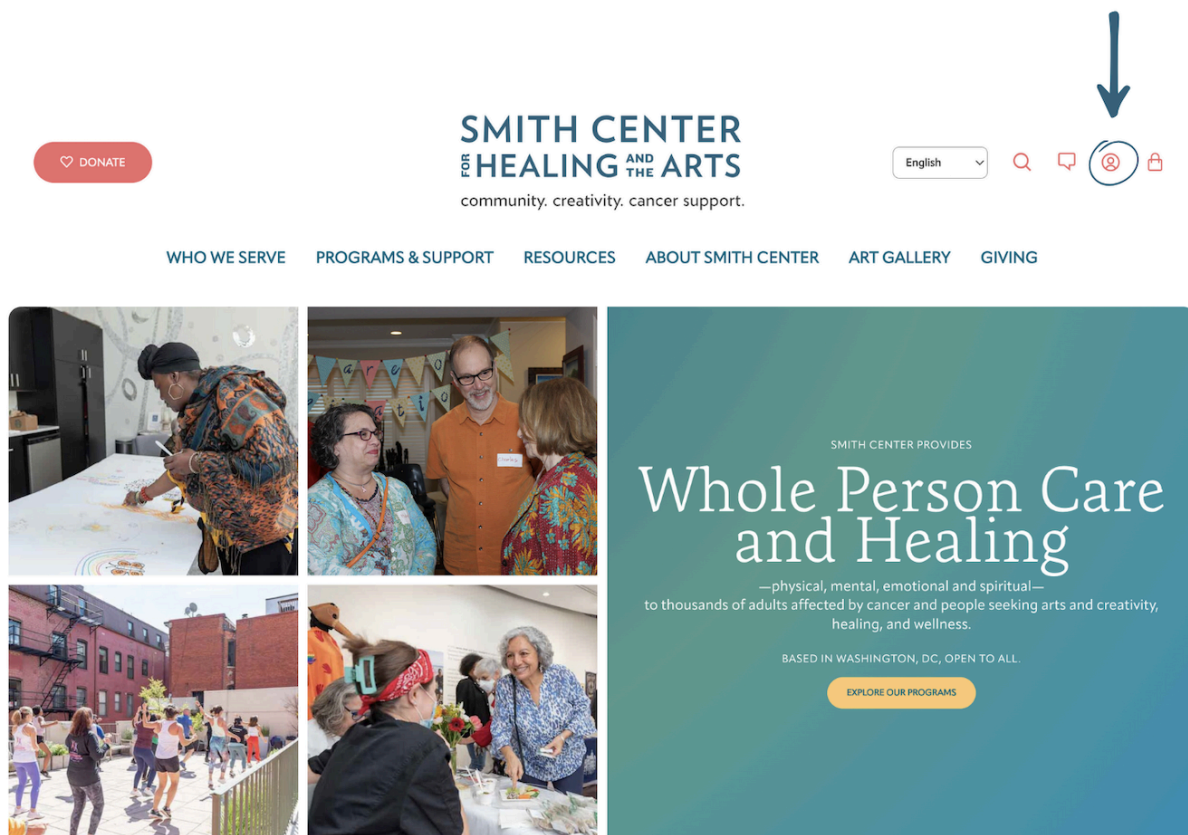 DONATE
SMITH CENTER
FOR HEALING AND THE ARTS
community. creativity. cancer support.
English
WHO WE SERVE PROGRAMS & SUPPORT RESOURCES ABOUT SMITH CENTER ART GALLERY GIVING
SMITH CENTER PROVIDES
Whole Person Care
and Healing
—physical, mental, emotional and spiritual—
to thousands of adults affected by cancer and people seeking arts and creativity,
healing, and wellness.
BASED IN WASHINGTON, DC, OPEN TO ALL.
EXPLORE OUR PROGRAMS